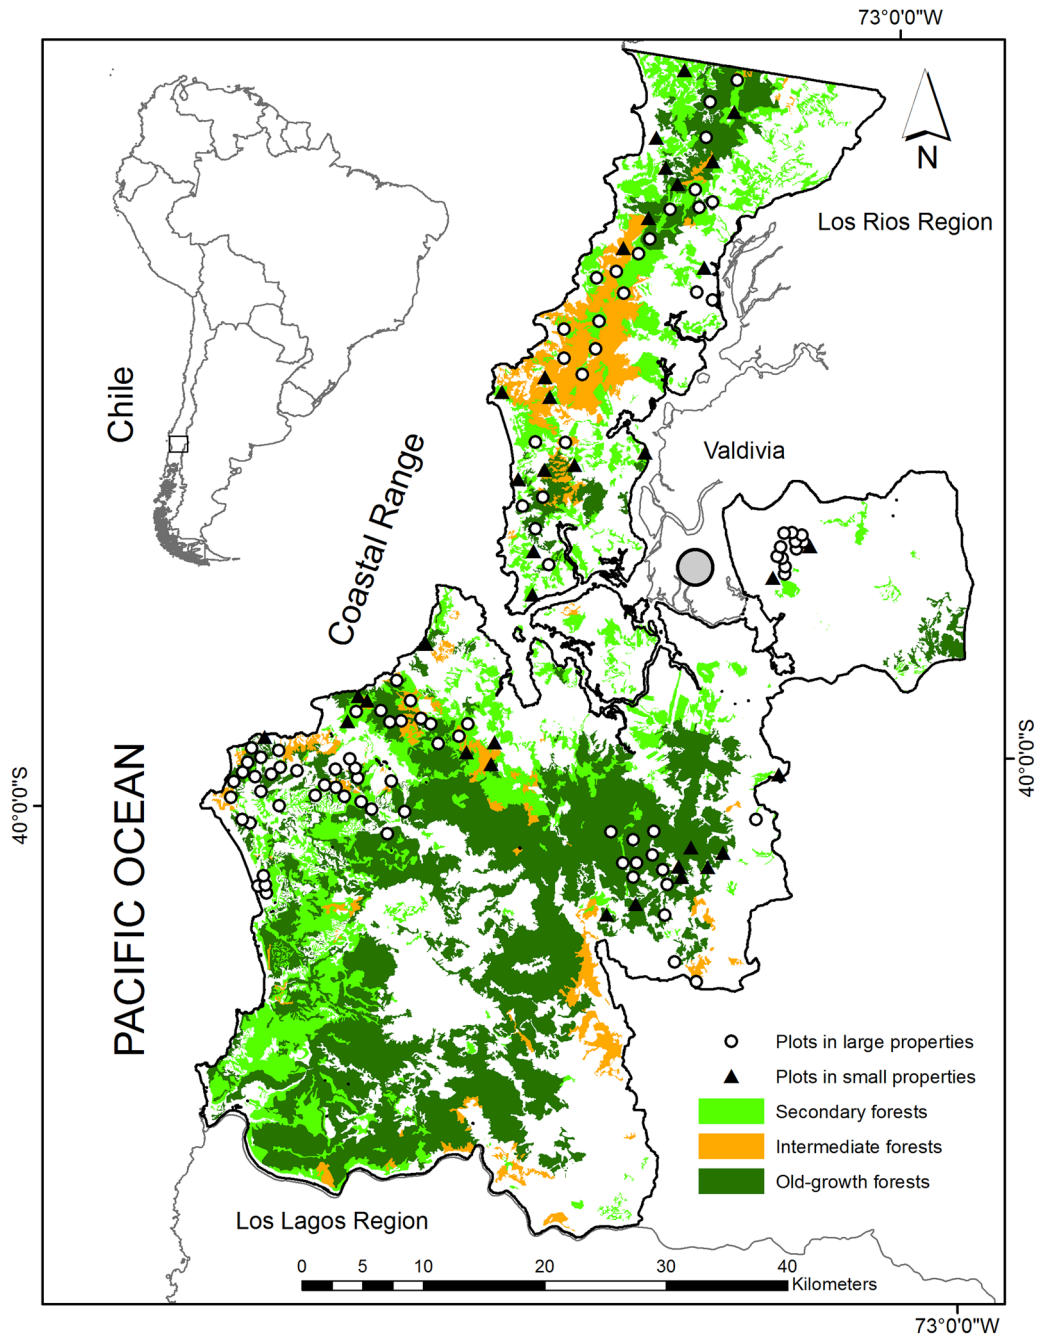 73°0'0"W
N
Los Rios Region
Chile
Coastal Range
Valdivia
40°0'0"S
40°0'0"S
PACIFIC OCEAN
Plots in large properties
Plots in small properties
Secondary forests
Intermediate forests
Old-growth forests
Los Lagos Region
0 5 10 20 30 40
Kilometers
73°0'0"W